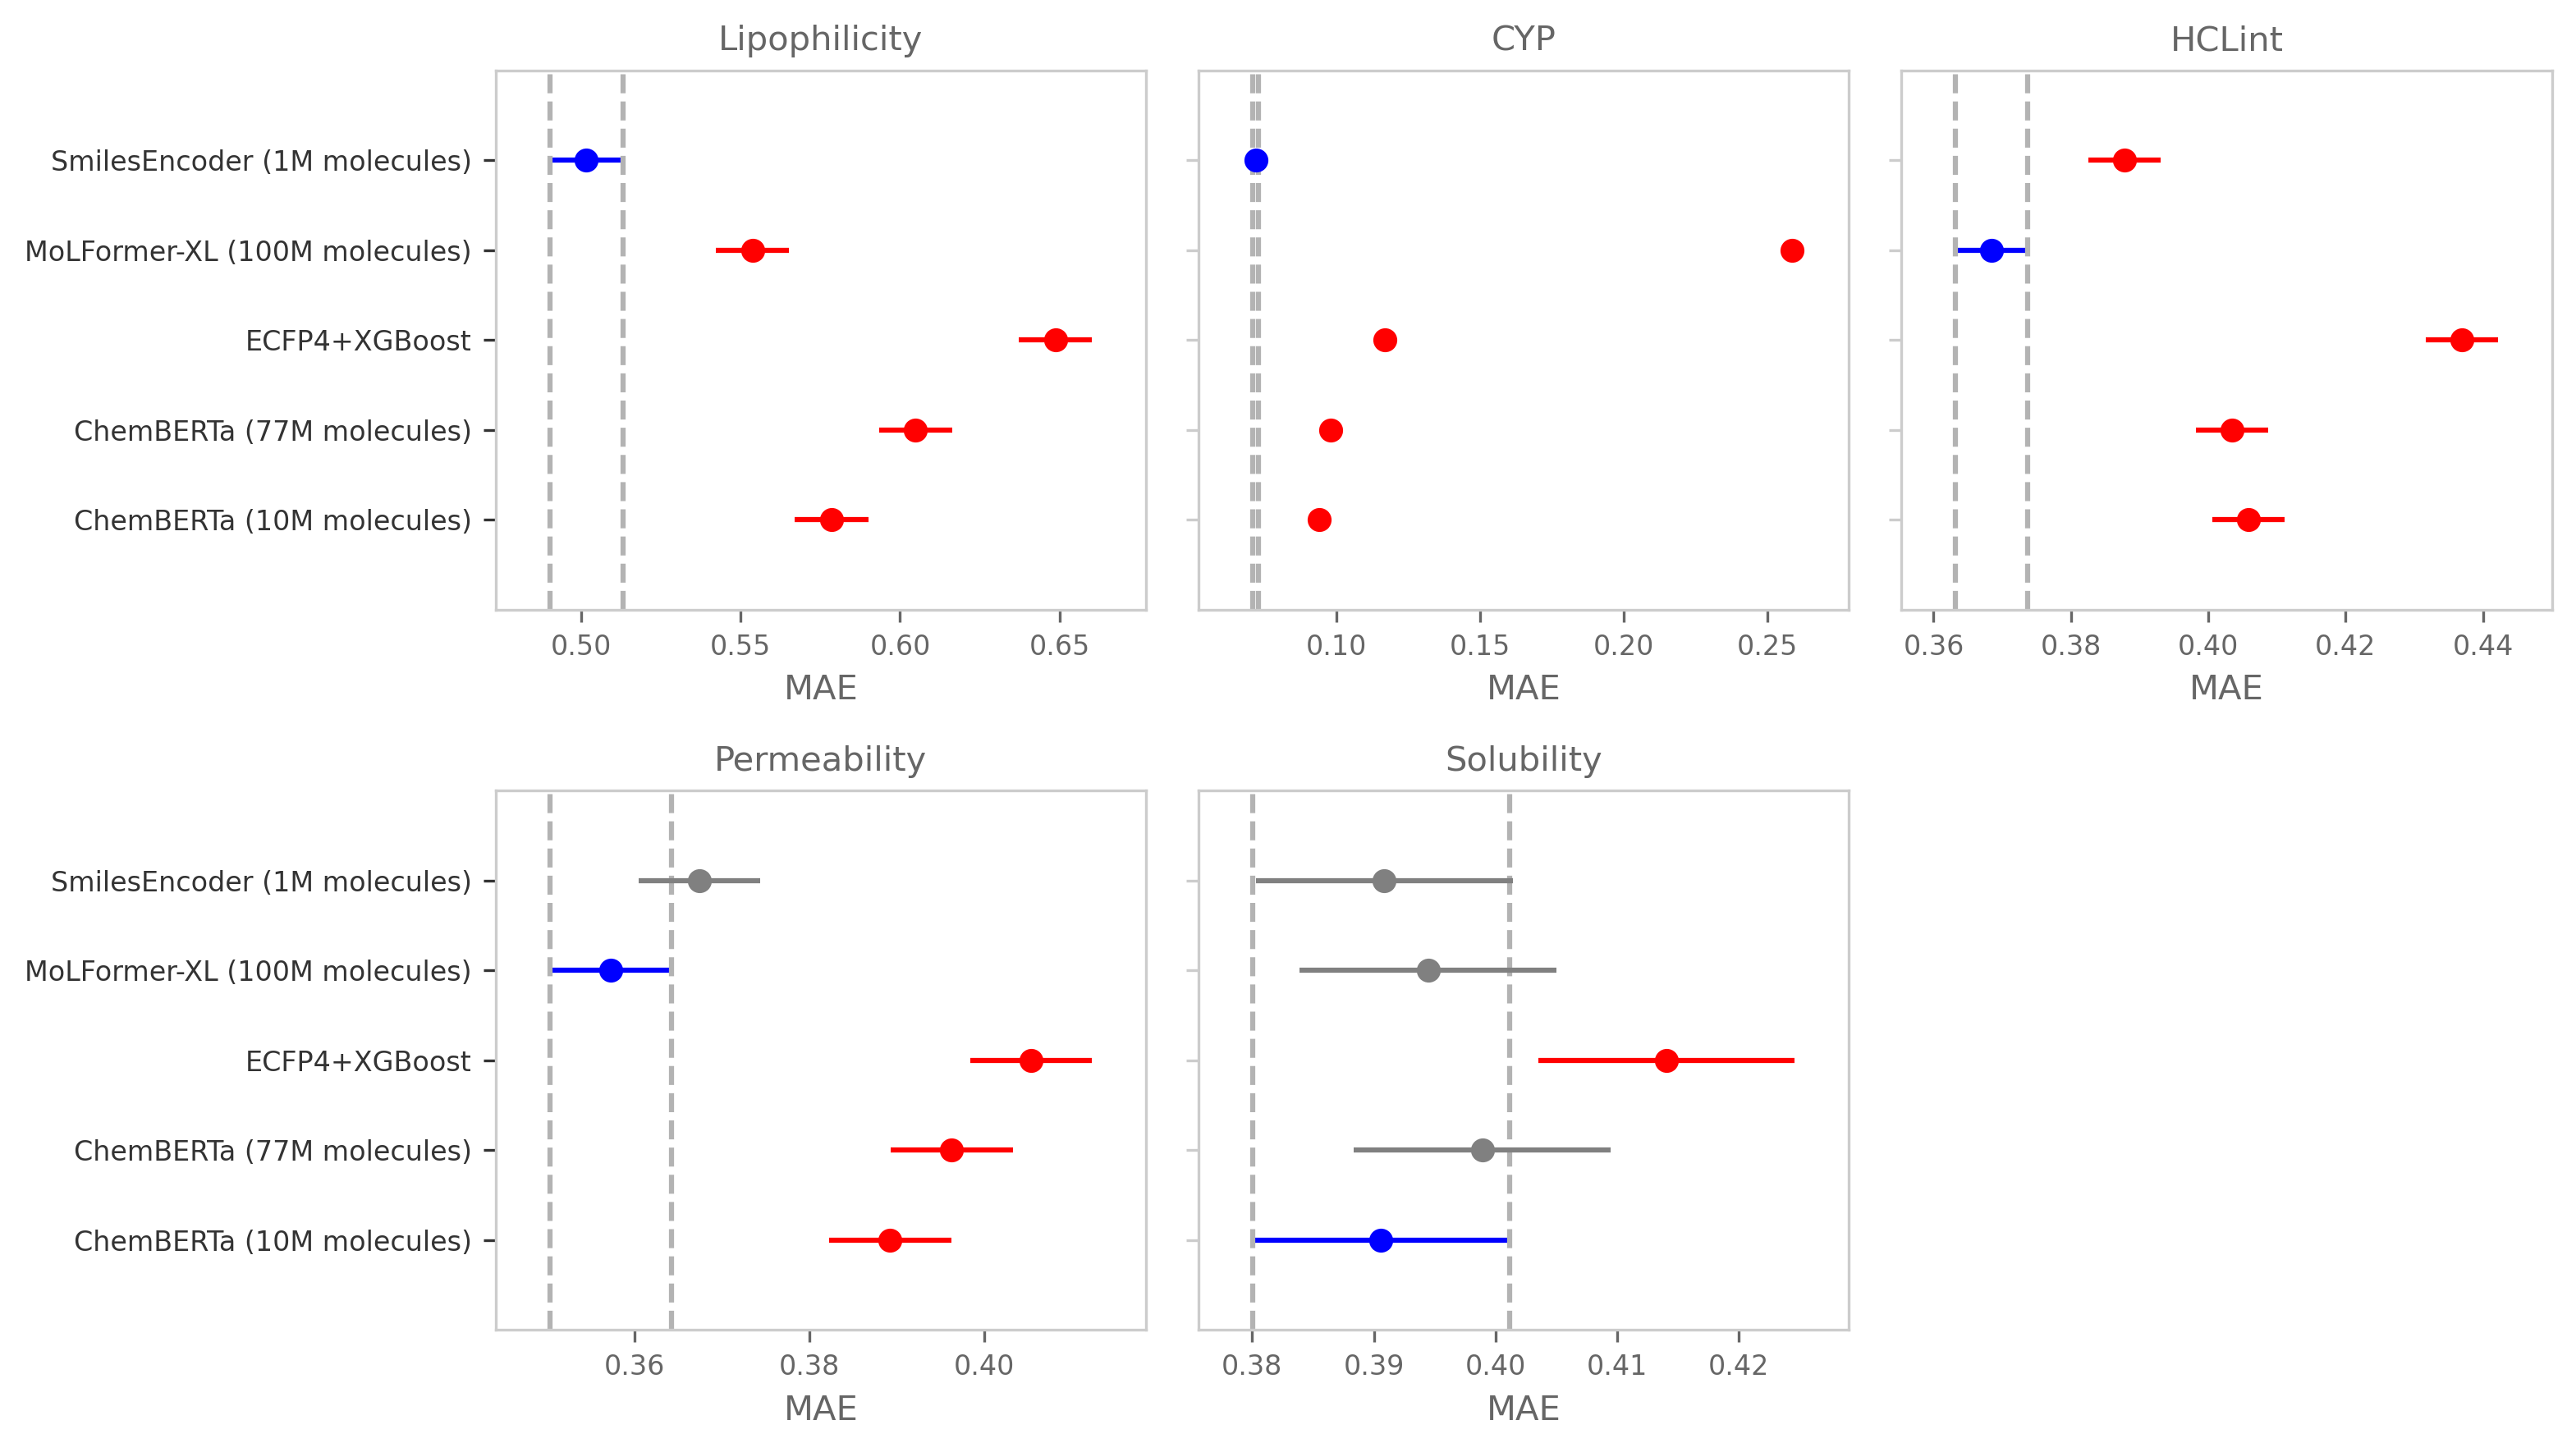 Lipophilicity
CYP
HCLint
SmilesEncoder (1M molecules)
MoLFormer-XL (100M molecules)
ECFP4+XGBoost
ChemBERTa (77M molecules)
ChemBERTa (10M molecules)
0.50 0.55 0.60 0.65
0.10 0.15 0.20 0.25
0.36 0.38 0.40 0.42 0.44
MAE
MAE
MAE
Permeability
Solubility
SmilesEncoder (1M molecules)
MoLFormer-XL (100M molecules)
ECFP4+XGBoost
ChemBERTa (77M molecules)
ChemBERTa (10M molecules)
0.36 0.38 0.40
0.38 0.39 0.40 0.41 0.42
MAE
MAE